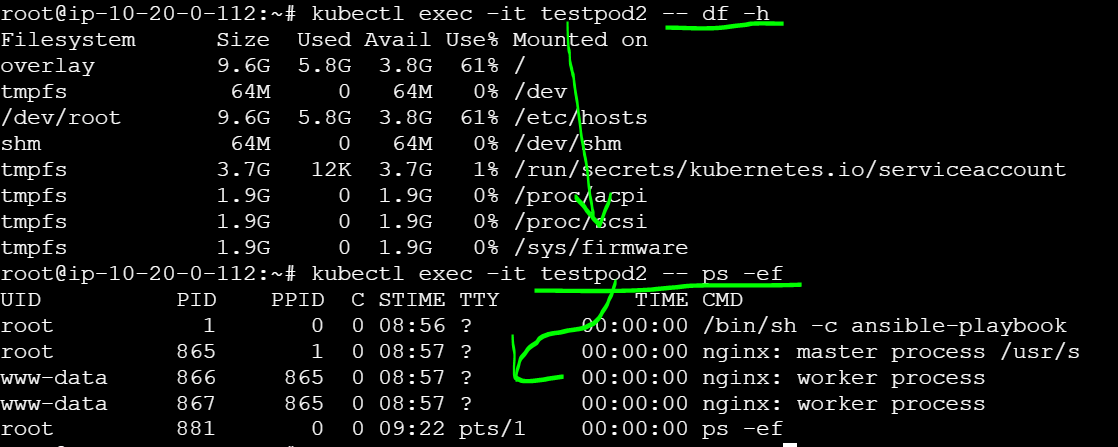 root@ip-10-20-0-112:~# kubectl exec -it testpod2 -- df -h
Filesystem      Size  Used Avail Use% Mounted on
overlay         9.6G  5.8G  3.8G  61% /
tmpfs            64M     0   64M   0% /dev
/dev/root       9.6G  5.8G  3.8G  61% /etc/hosts
shm              64M     0   64M   0% /dev/shm
tmpfs           3.7G   12K  3.7G   1% /run/secrets/kubernetes.io/serviceaccount
tmpfs           1.9G     0  1.9G   0% /proc/acpi
tmpfs           1.9G     0  1.9G   0% /proc/scsi
tmpfs           1.9G     0  1.9G   0% /sys/firmware
root@ip-10-20-0-112:~# kubectl exec -it testpod2 -- ps -ef
UID          PID    PPID  C STIME TTY          TIME CMD
root           1       0  0 08:56 ?        00:00:00 /bin/sh -c ansible-playbook
root         865       1  0 08:57 ?        00:00:00 nginx: master process /usr/s
www-data     866     865  0 08:57 ?        00:00:00 nginx: worker process
www-data     867     865  0 08:57 ?        00:00:00 nginx: worker process
root         881       0  0 09:22 pts/1    00:00:00 ps -ef